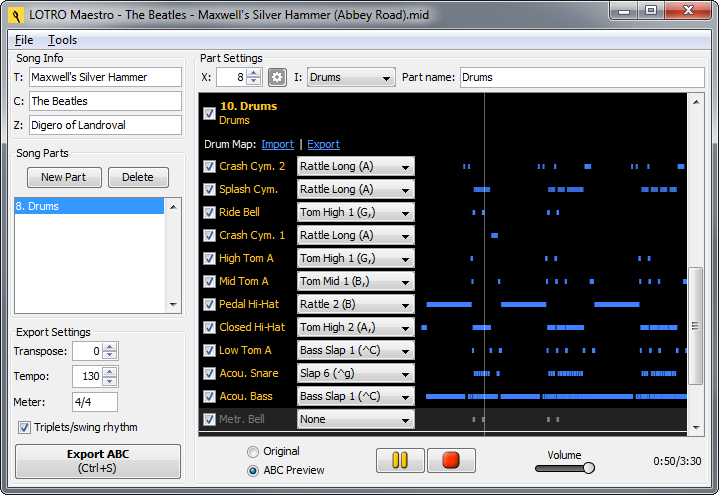 LOTRO Maestro - The Beatles - Maxwell's Silver Hammer (Abbey Road).mid
File Tools
Song Info
T: Maxwell's Silver Hammer
C: The Beatles
Z: Digero of Landroval
Song Parts
New Part Delete
8. Drums
Export Settings
Transpose: 0
Tempo: 130
Meter: 4/4
Triplets/swing rhythm
Export ABC
(Ctrl+S)
Part Settings
X: 8 I: Drums Part name: Drums
10. Drums
Drums
Drum Map: Import | Export
Crash Cym. 2 Rattle Long (A)
Splash Cym. Rattle Long (A)
Ride Bell Tom High 1 (G,)
Crash Cym. 1 Rattle Long (A)
High Tom A Tom High 1 (G,)
Mid Tom A Tom Mid 1 (B,)
Pedal Hi-Hat Rattle 2 (B)
Closed Hi-Hat Tom High 2 (A,)
Low Tom A Bass Slap 1 (^C)
Acou. Snare Slap 6 (^g)
Acou. Bass Bass Slap 1 (^C)
Metr. Bell None
Original
ABC Preview
Volume
0:50/3:30